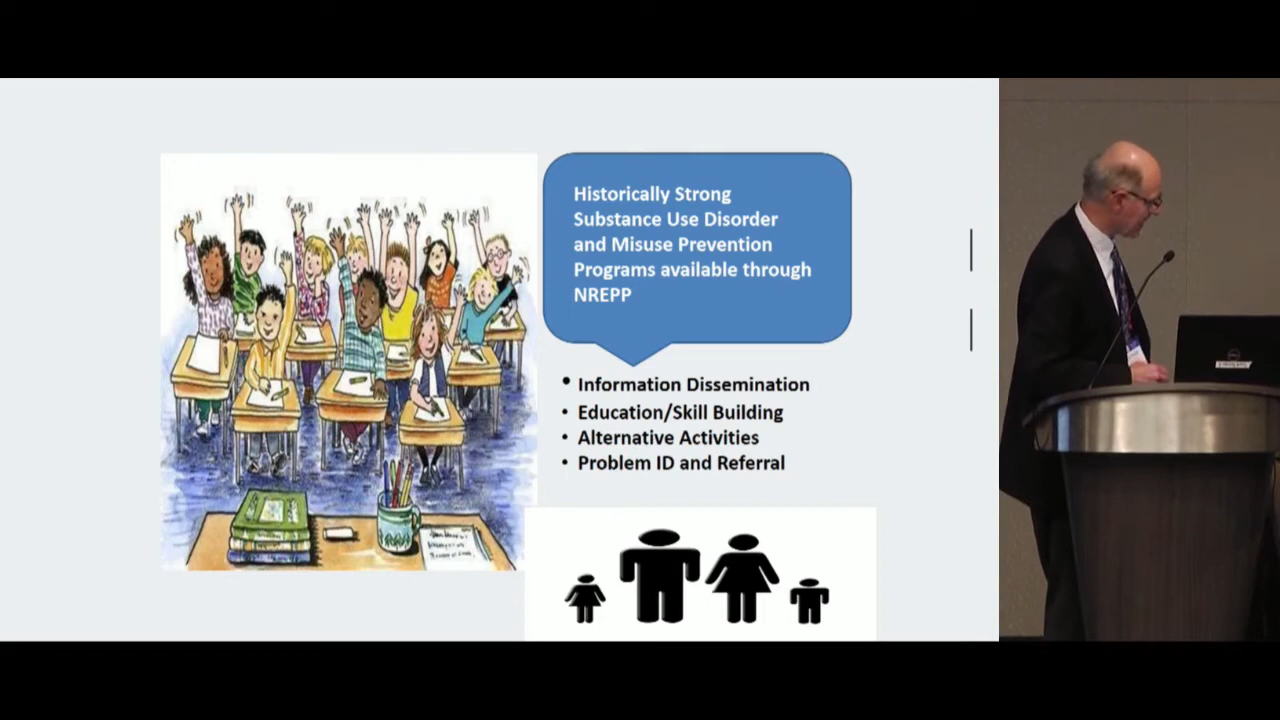 Historically Strong
Substance Use Disorder
and Misuse Prevention
Programs available through
NREPP
• Information Dissemination
• Education/Skill Building
• Alternative Activities
• Problem ID and Referral